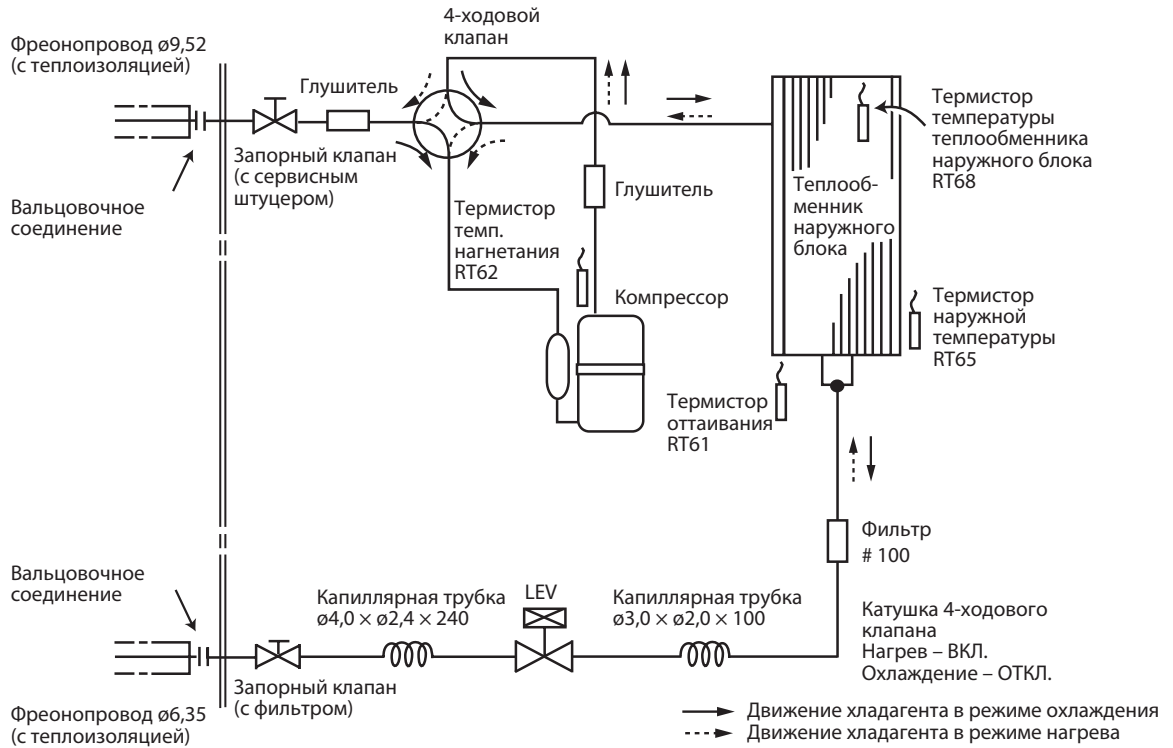 4-ходовой
клапан
Фреонопровод ø9,52
(с теплоизоляцией)
Глушитель
Запорный клапан
(с сервисным
штуцером)
Вальцовочное
соединение
Термистор
темп.
нагнетания
RT62
Глушитель
Компрессор
Теплооб-
менник
наружного
блока
Термистор
температуры
теплообменника
наружного блока
RT68
Термистор
наружной
температуры
RT65
Термистор
оттаивания
RT61
Фильтр
# 100
Вальцовочное
соединение
Капиллярная трубка
ø4,0 × ø2,4 × 240
LEV
Капиллярная трубка
ø3,0 × ø2,0 × 100
Катушка 4-ходового
клапана
Нагрев – ВКЛ.
Охлаждение – ОТКЛ.
Запорный клапан
(с фильтром)
Фреонопровод ø6,35
(с теплоизоляцией)
Движение хладагента в режиме охлаждения
Движение хладагента в режиме нагрева